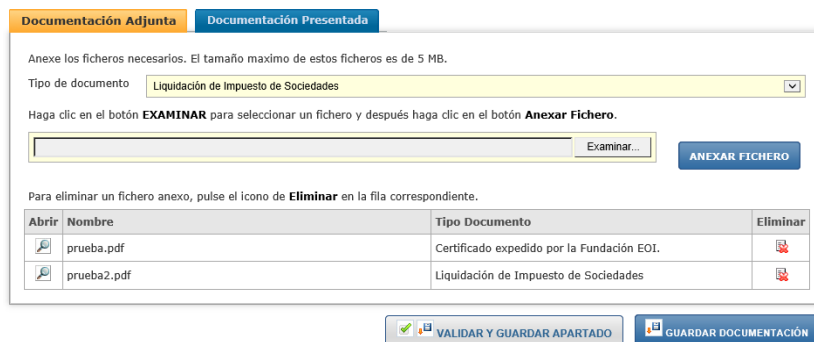 Documentación Adjunta Documentación Presentada
Anexe los ficheros necesarios. El tamaño maximo de estos ficheros es de 5 MB.
Tipo de documento Liquidación de Impuesto de Sociedades
Haga clic en el botón EXAMINAR para seleccionar un fichero y después haga clic en el botón Anexar Fichero.
Examinar...
ANEXAR FICHERO
Para eliminar un fichero anexo, pulse el icono de Eliminar en la fila correspondiente.
Abrir Nombre Tipo Documento Eliminar
prueba.pdf Certificado expedido por la Fundación EOI.
prueba2.pdf Liquidación de Impuesto de Sociedades
VALIDAR Y GUARDAR APARTADO GUARDAR DOCUMENTACIÓN